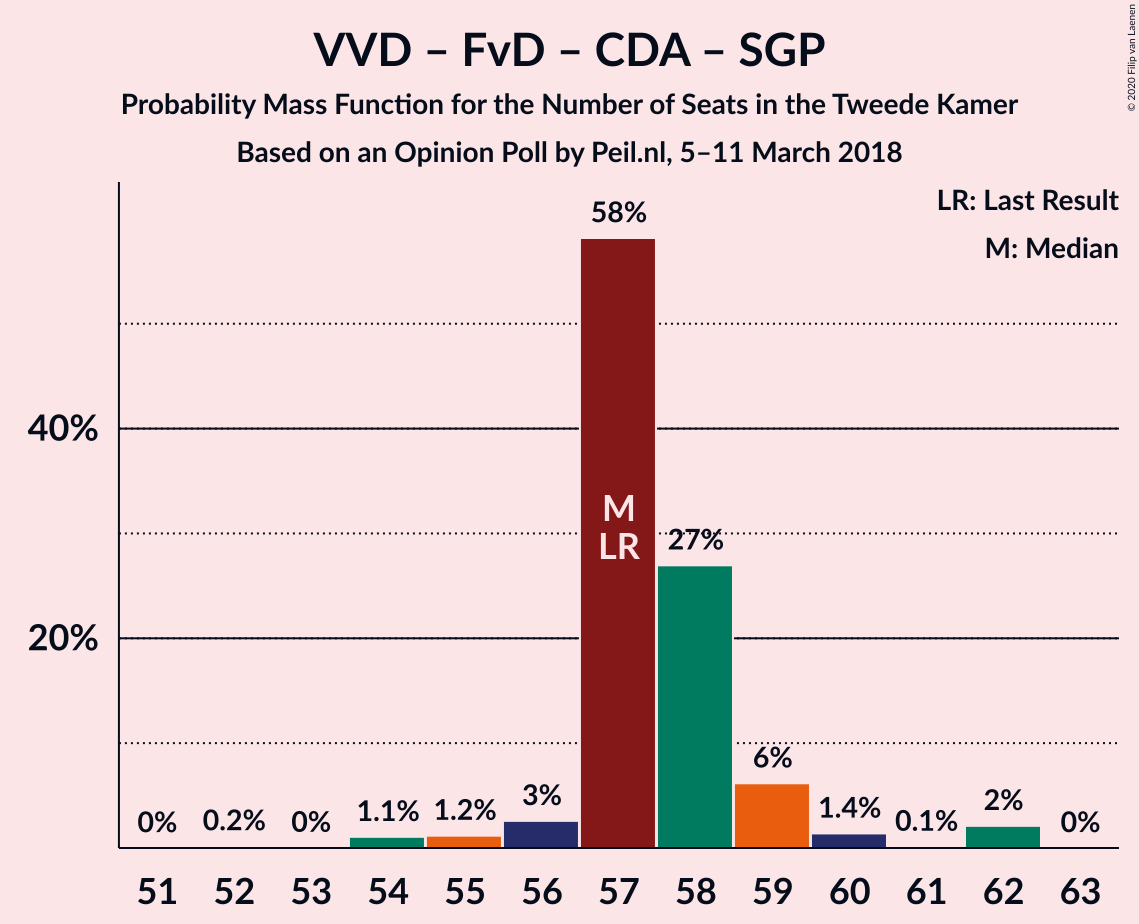 VVD – FvD – CDA – SGP
Probability Mass Function for the Number of Seats in the Tweede Kamer
Based on an Opinion Poll by Peil.nl, 5–11 March 2018
© 2020 Filip van Laenen
LR: Last Result
M: Median
40%
20%
0%
0.2%
0%
1.1%
1.2%
3%
58%
M
LR
27%
6%
1.4%
0.1%
2%
0%
51 52 53 54 55 56 57 58 59 60 61 62 63